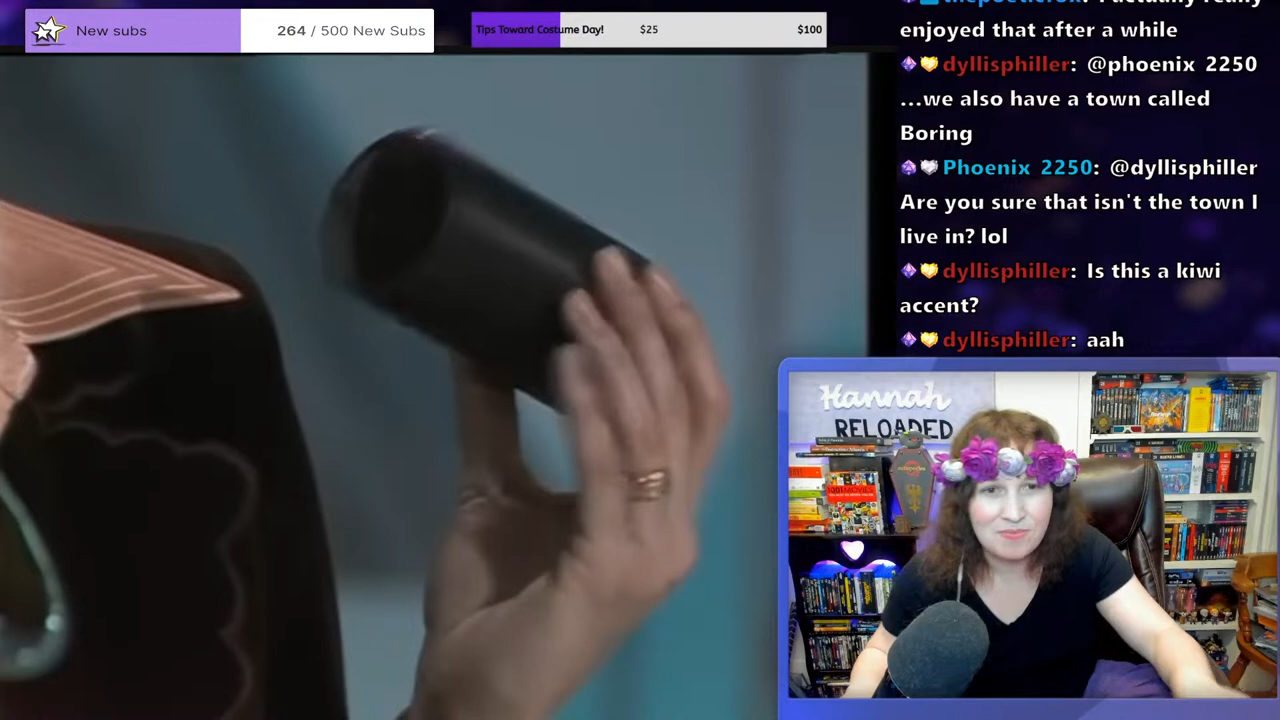 New subs
264 / 500 New Subs
Tips Toward Costume Day!
$25
$100
enjoyed that after a while
dyllisphiller: @phoenix 2250
...we also have a town called
Boring
Phoenix 2250: @dyllisphiller
Are you sure that isn't the town I
live in? lol
dyllisphiller: Is this a kiwi
accent?
dyllisphiller: aah
Hannah
RELOADED